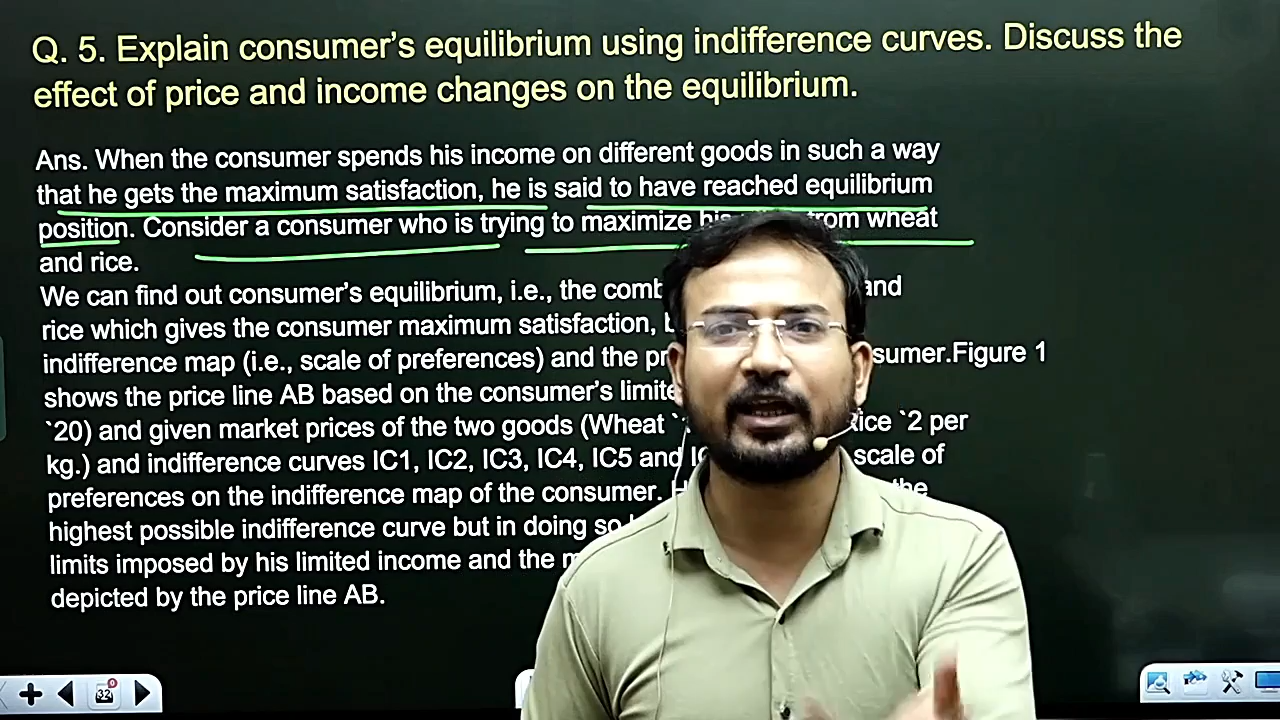 Q. 5. Explain consumer's equilibrium using indifference curves. Discuss the
effect of price and income changes on the equilibrium.
Ans. When the consumer spends his income on different goods in such a way
that he gets the maximum satisfaction, he is said to have reached equilibrium
position. Consider a consumer who is trying to maximize his from wheat
and rice.
We can find out consumer's equilibrium, i.e., the and
rice which gives the consumer maximum satisfaction,
indifference map (i.e., scale of preferences) and the Figure 1
shows the price line AB based on the consumer's
`20) and given market prices of the two goods (Wheat `2 per
kg.) and indifference curves IC1, IC2, IC3, IC4, IC5 and scale of
preferences on the indifference map of the consumer. the
highest possible indifference curve but in doing so
limits imposed by his limited income and the
depicted by the price line AB.
32